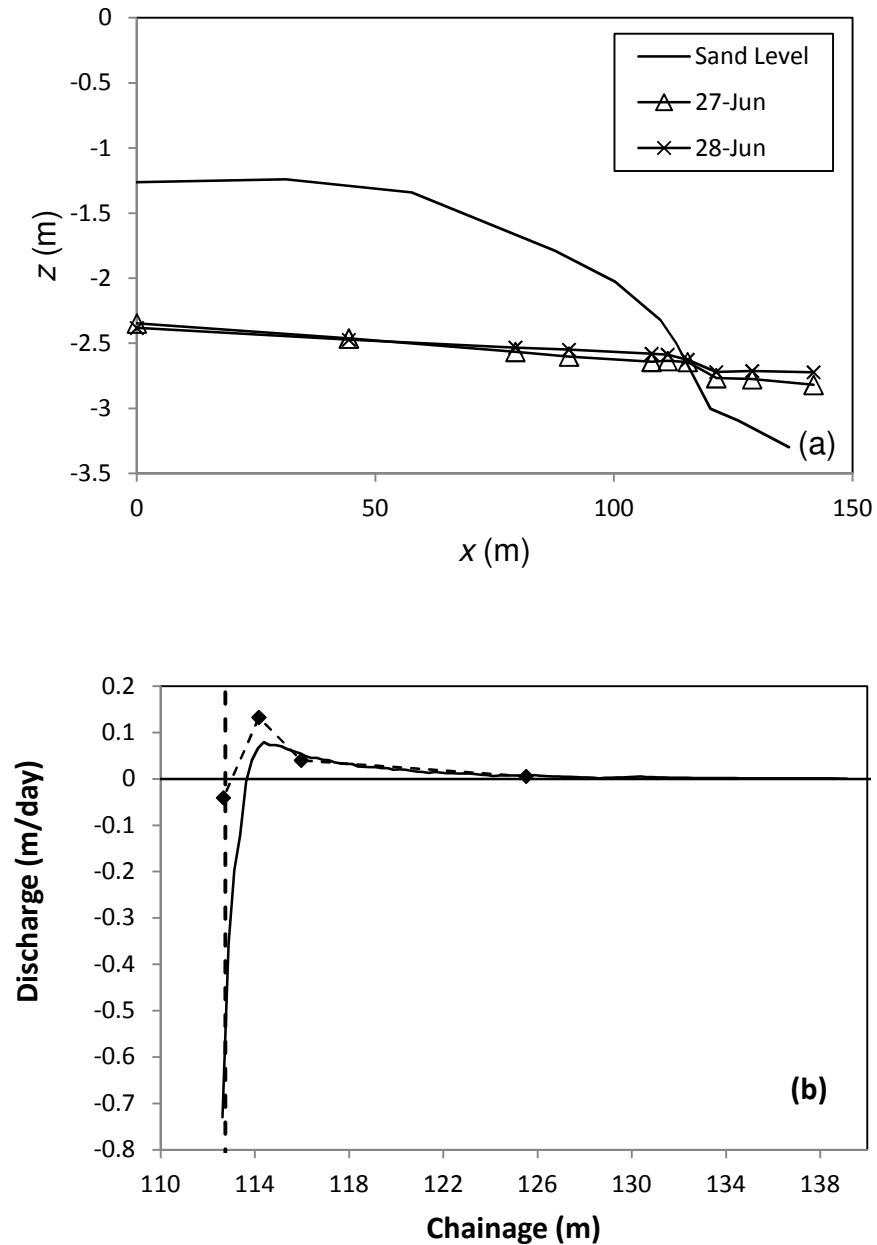 0
-0.5
-1
-1.5
-2
-2.5
-3
-3.5
z (m)
Sand Level
27-Jun
28-Jun
(a)
0 50 100 150
x (m)
0.2
0.1
0
-0.1
-0.2
-0.3
-0.4
-0.5
-0.6
-0.7
-0.8
Discharge (m/day)
(b)
110 114 118 122 126 130 134 138
Chainage (m)